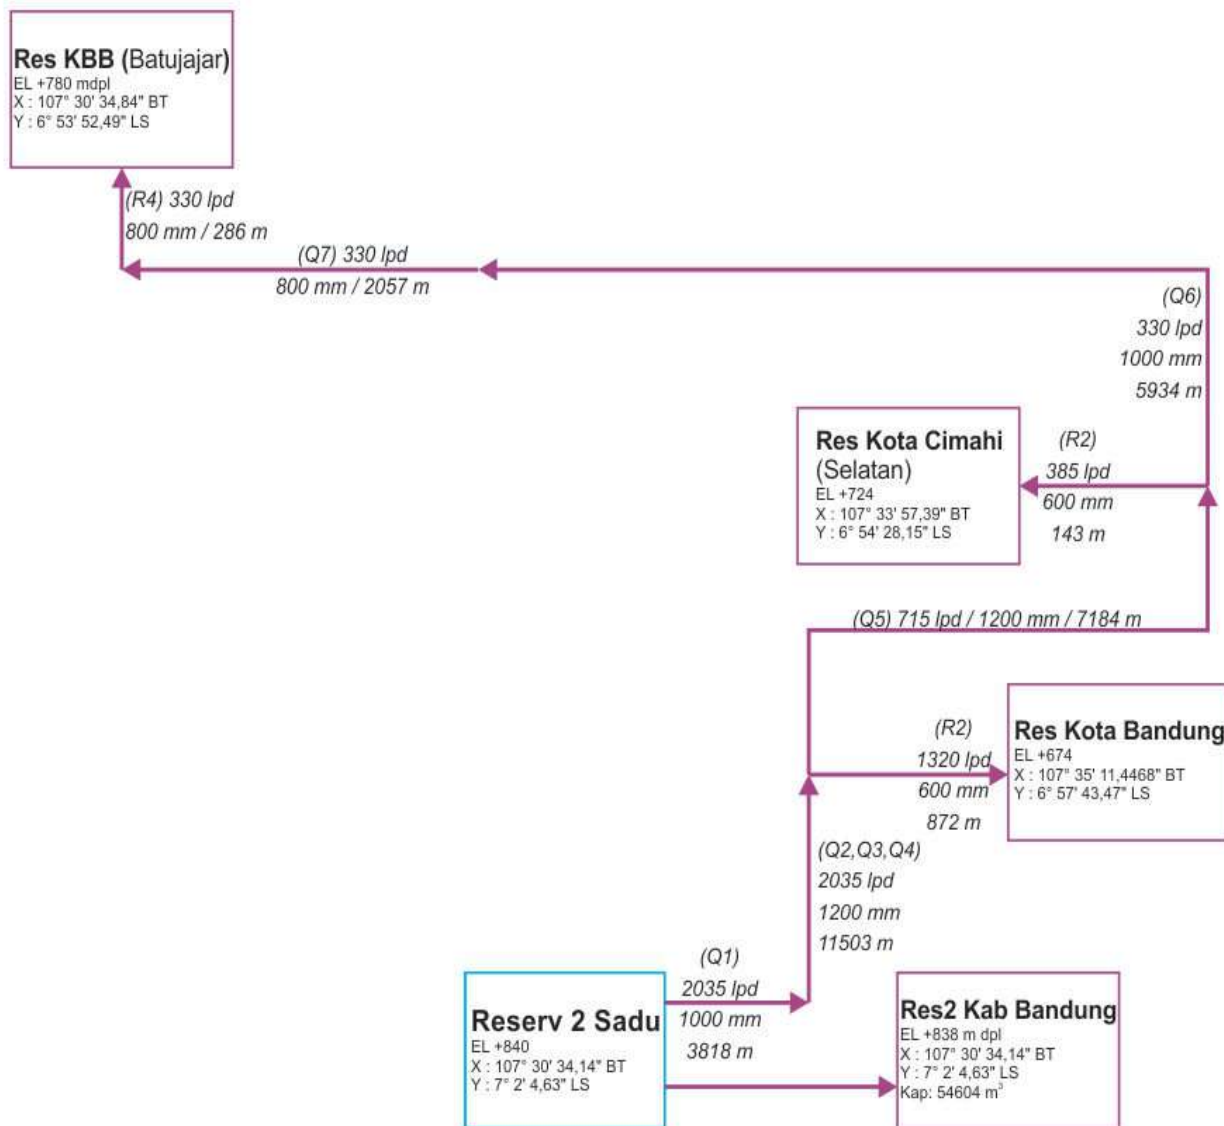 Res KBB (Batujajar)
EL +780 mdpl
X : 107° 30' 34,84" BT
Y : 6° 53' 52,49" LS
(R4) 330 lpd
800 mm / 286 m
(Q7) 330 lpd
800 mm / 2057 m
(Q6)
330 lpd
1000 mm
5934 m
Res Kota Cimahi
(Selatan)
EL +724
X : 107° 33' 57,39" BT
Y : 6° 54' 28,15" LS
(R2)
385 lpd
600 mm
143 m
(Q5) 715 lpd / 1200 mm / 7184 m
(R2)
1320 lpd
600 mm
872 m
Res Kota Bandung
EL +674
X : 107° 35' 11,4468" BT
Y : 6° 57' 43,47" LS
(Q2,Q3,Q4)
2035 lpd
1200 mm
11503 m
(Q1)
2035 lpd
1000 mm
3818 m
Reserv 2 Sadu
EL +840
X : 107° 30' 34,14" BT
Y : 7° 2' 4,63" LS
Res2 Kab Bandung
EL +838 m dpl
X : 107° 30' 34,14" BT
Y : 7° 2' 4,63" LS
Kap: 54604 m³